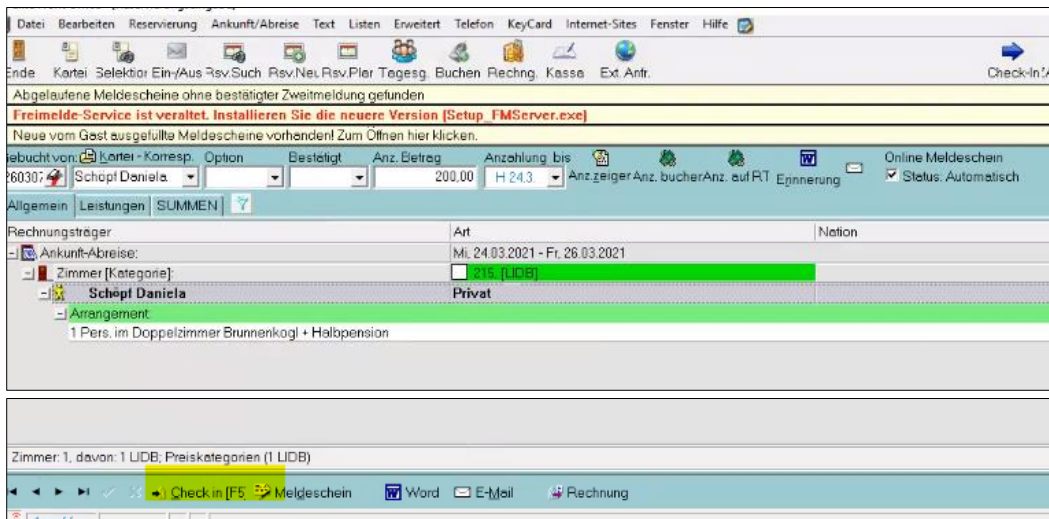 Datei Bearbeiten Reservierung Ankunft/Abreise Text Listen Erweitert Telefon KeyCard Internet-Sites Fenster Hilfe
Ende Kartei Selektion Ein-/Aus Rsv.Such Rsv.Neu Rsv.Plan Tagesg. Buchen Rechng. Kassa Ext.Anfr. Check-In
Abgelaufene Meldescheine ohne bestätigter Zweitmeldung gefunden
Freimelde-Service ist veraltet. Installieren Sie die neuere Version (Setup_FMServer.exe)
Neue vom Gast ausgefüllte Meldescheine vorhanden! Zum Öffnen hier klicken.
gebucht von: Kartei - Korresp. Option Bestätigt Anz. Betrag Anzahlung bis Online Meldeschein
260307 Schöpf Daniela 200,00 H 24.3. Anz.zeigen Anz. buchen Anz. auf RT Erinnerung Status: Automatisch
Allgemein Leistungen SUMMEN
Rechnungsträger Art Nation
Ankunft-Abreise: Mi, 24.03.2021 - Fr, 26.03.2021
Zimmer [Kategorie]: 215, [LIDB]
Schöpf Daniela Privat
Arrangement:
1 Pers. im Doppelzimmer Brunnenkogl + Halbpension
Zimmer: 1, davon: 1 LIDB; Preiskategorien (1 LIDB)
Check in [F5] Meldeschein Word E-Mail Rechnung